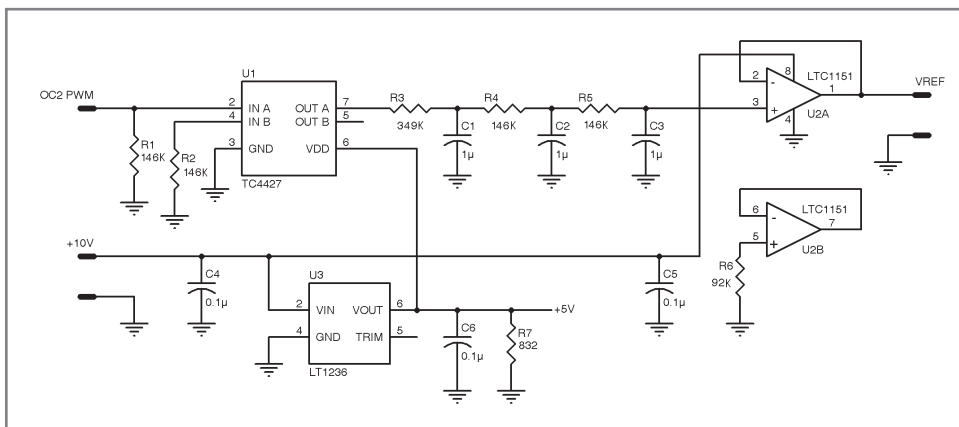 U1
OC2 PWM
2 IN A OUT A 7
4 IN B OUT B 5
3 GND VDD 6
TC4427
R1
146K
R2
146K
R3
349K
R4
146K
R5
146K
C1
1µ
C2
1µ
C3
1µ
2 -
3 +
8
1
4
LTC1151
U2A
VREF
6 -
5 +
7
LTC1151
U2B
R6
92K
+10V
C4
0.1µ
C5
0.1µ
U3
2 VIN VOUT 6
4 GND TRIM 5
LT1236
+5V
C6
0.1µ
R7
832